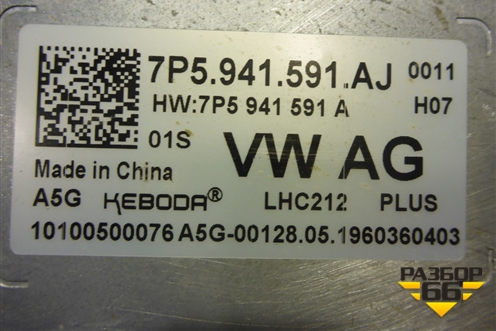 7P5.941.591.AJ 0011
HW:7P5 941 591 A H07
01S VW AG
Made in China
A5G KEBODA® LHC212 PLUS
10100500076 A5G-00128.05.1960360403
РАЗБОР
66